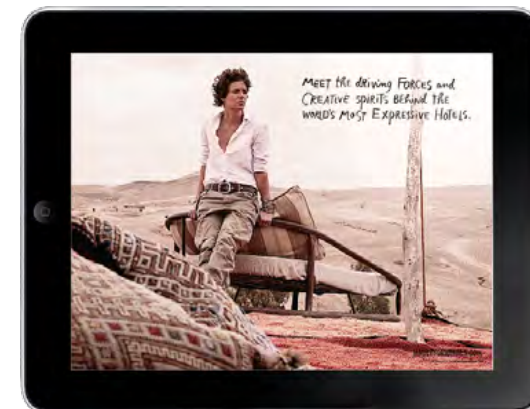 MEET the driving FORCES and
CREATIVE SPIRITS BEHIND THE
WORLD'S MOST EXPRESSIVE HOTELS.